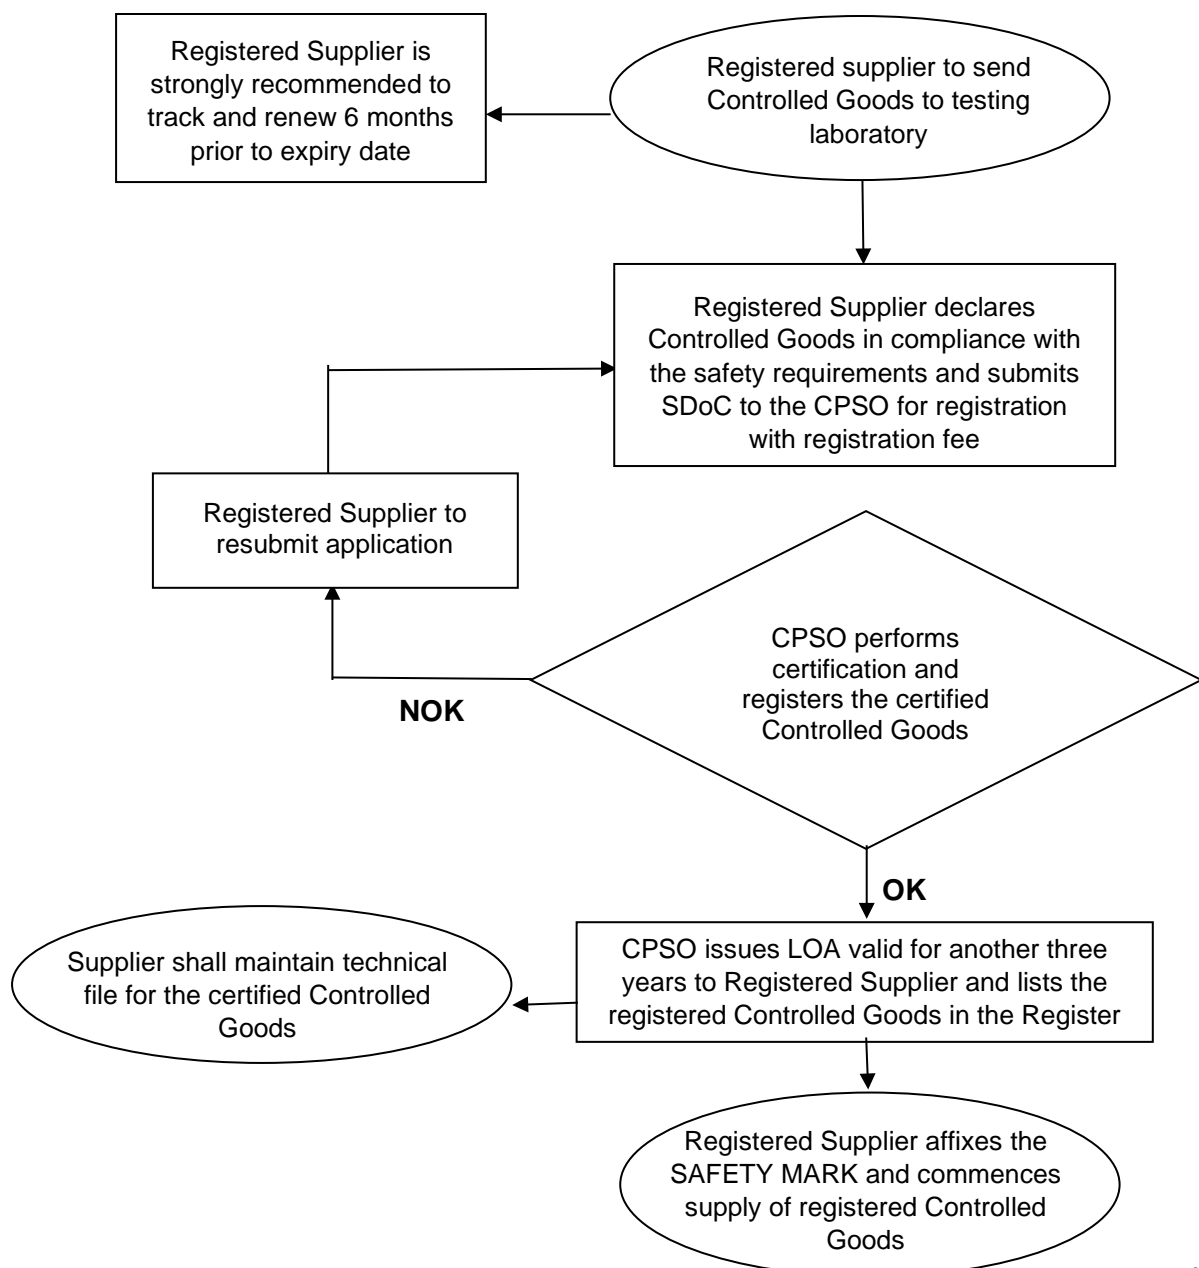 Registered Supplier is
strongly recommended to
track and renew 6 months
prior to expiry date
Registered supplier to send
Controlled Goods to testing
laboratory
Registered Supplier declares
Controlled Goods in compliance with
the safety requirements and submits
SDoC to the CPSO for registration
with registration fee
Registered Supplier to
resubmit application
CPSO performs
certification and
registers the certified
Controlled Goods
NOK
OK
Supplier shall maintain technical
file for the certified Controlled
Goods
CPSO issues LOA valid for another three
years to Registered Supplier and lists the
registered Controlled Goods in the Register
Registered Supplier affixes the
SAFETY MARK and commences
supply of registered Controlled
Goods